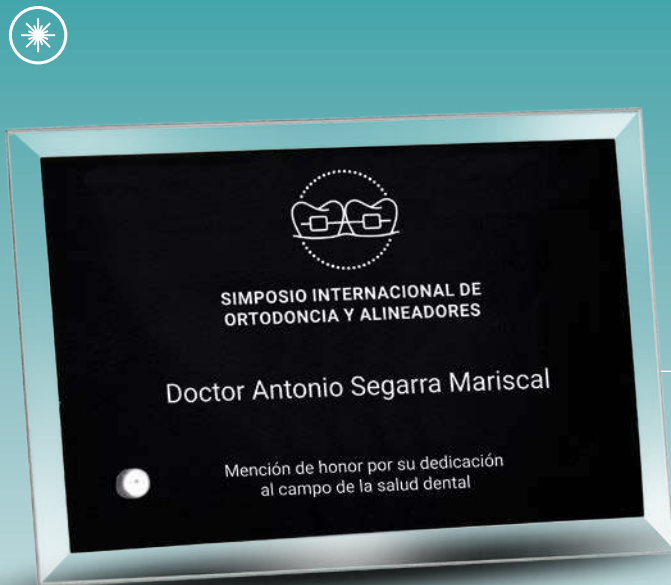 SIMPOSIO INTERNACIONAL DE
ORTODONCIA Y ALINEADORES
Doctor Antonio Segarra Mariscal
Mención de honor por su dedicación
al campo de la salud dental